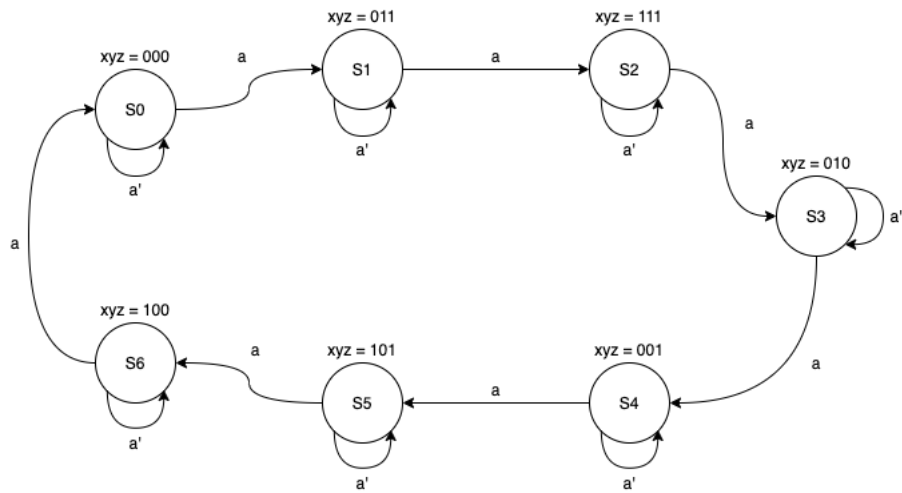 xyz = 011
xyz = 111
xyz = 000
a
a
S0
S1
S2
a'
a'
a'
a
xyz = 010
S3
a'
a
xyz = 100
xyz = 101
xyz = 001
S6
a
S5
a
S4
a
a'
a'
a'